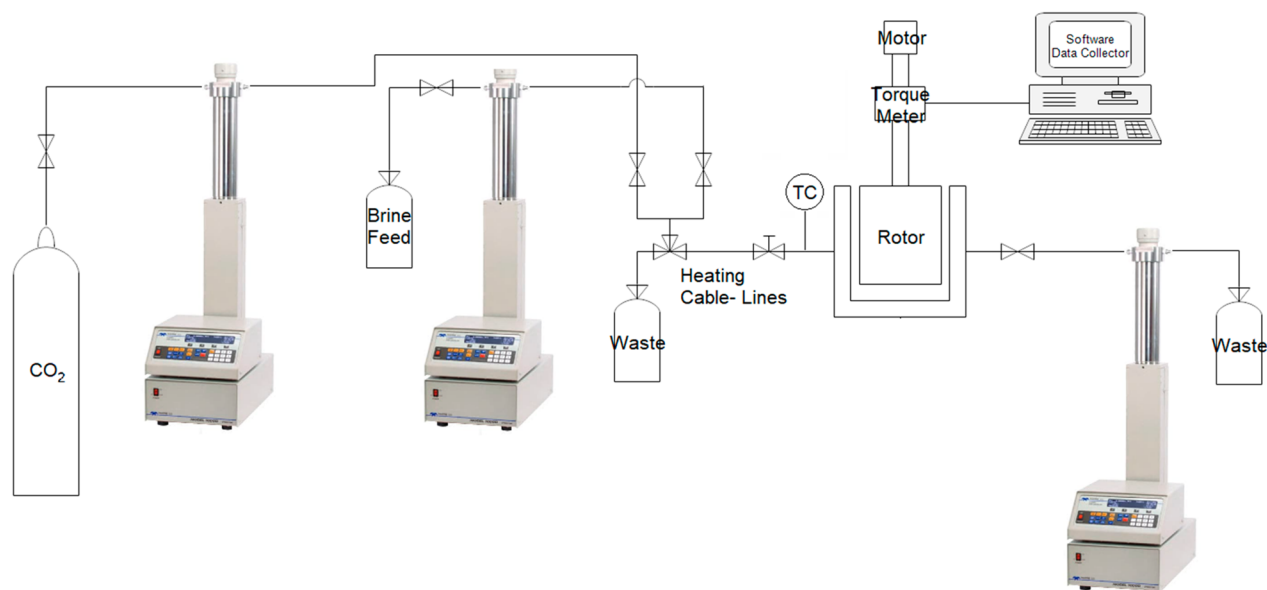 Motor
Software
Data Collector
Torque
Meter
TC
Brine
Feed
Rotor
Heating
Cable- Lines
Waste
Waste
CO₂